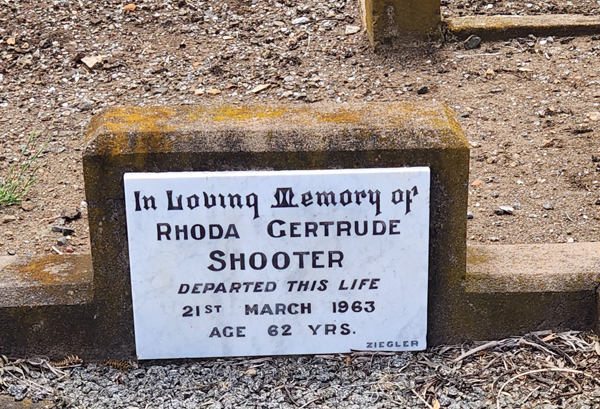 In Loving Memory of
RHODA GERTRUDE
SHOOTER
DEPARTED THIS LIFE
21ST MARCH 1963
AGE 62 YRS.
ZIEGLER